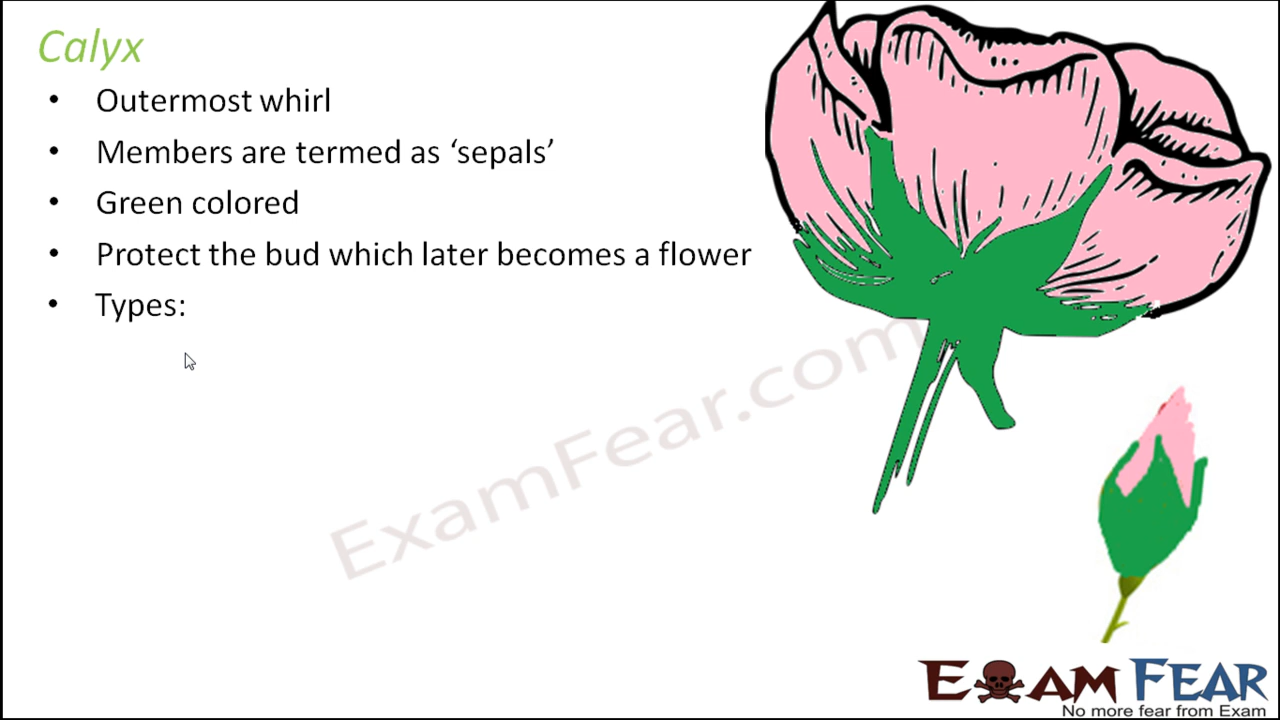 Calyx
• Outermost whirl
• Members are termed as ‘sepals’
• Green colored
• Protect the bud which later becomes a flower
• Types:
ExamFear.com
EXAM FEAR
No more fear from Exam